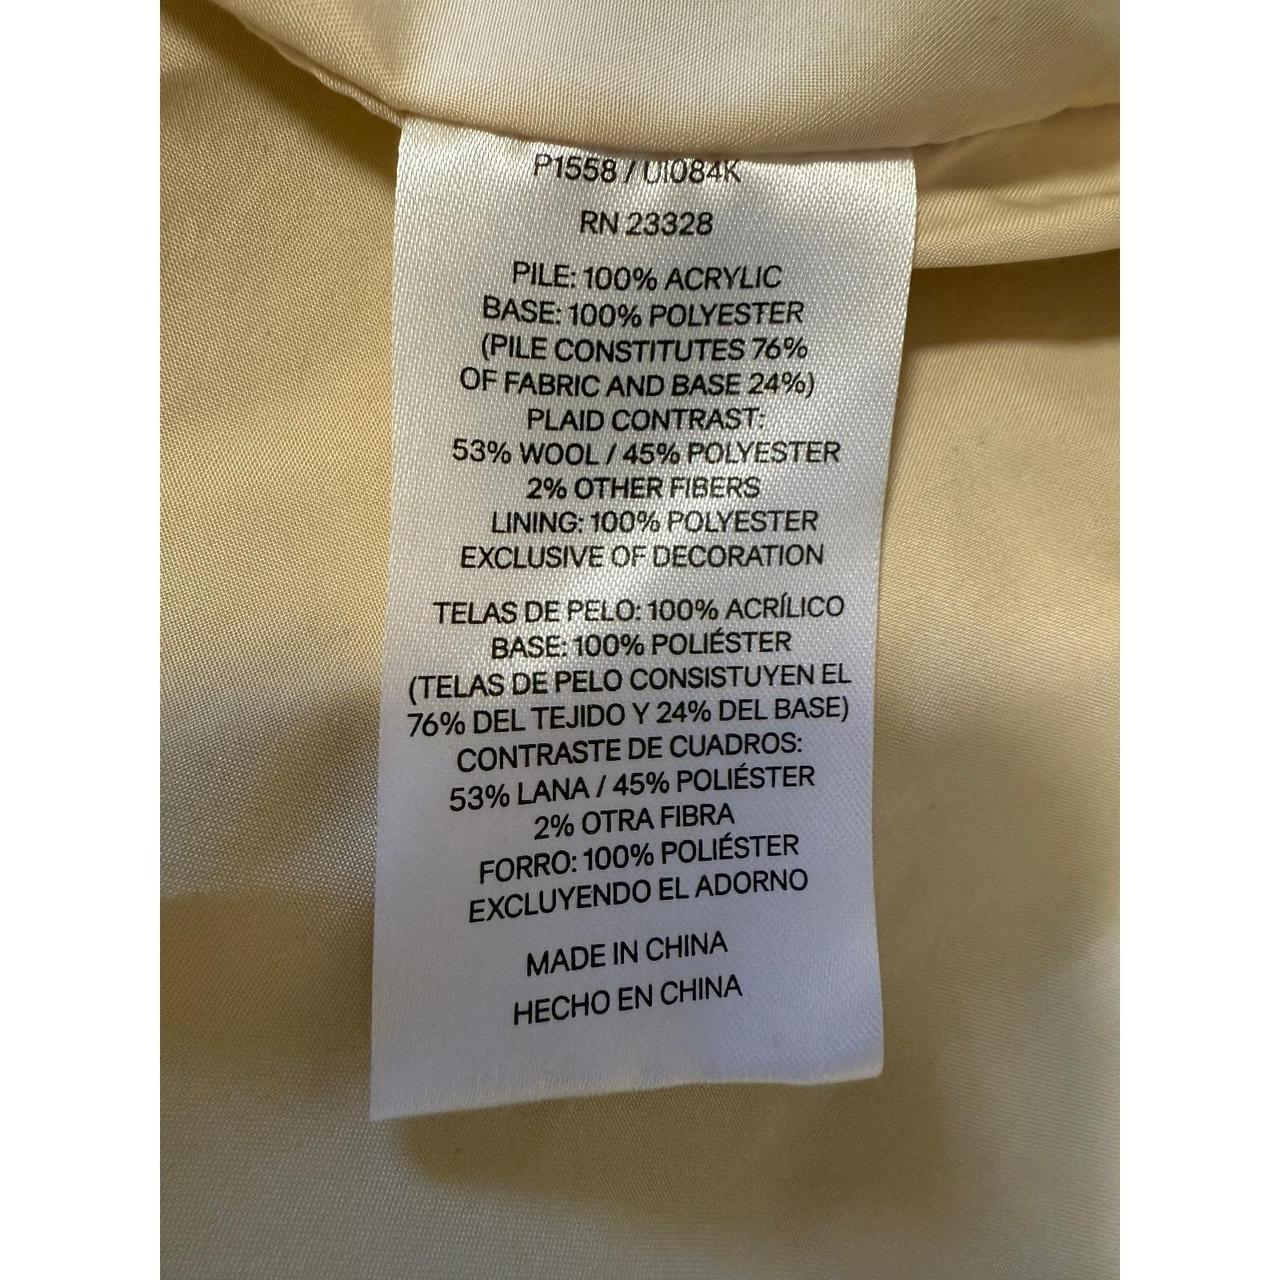 P1558 / U1084K
RN 23328
PILE: 100% ACRYLIC
BASE: 100% POLYESTER
(PILE CONSTITUTES 76%
OF FABRIC AND BASE 24%)
PLAID CONTRAST:
53% WOOL / 45% POLYESTER
2% OTHER FIBERS
LINING: 100% POLYESTER
EXCLUSIVE OF DECORATION
TELAS DE PELO: 100% ACRÍLICO
BASE: 100% POLIÉSTER
(TELAS DE PELO CONSISTUYEN EL
76% DEL TEJIDO Y 24% DEL BASE)
CONTRASTE DE CUADROS:
53% LANA / 45% POLIÉSTER
2% OTRA FIBRA
FORRO: 100% POLIÉSTER
EXCLUYENDO EL ADORNO
MADE IN CHINA
HECHO EN CHINA